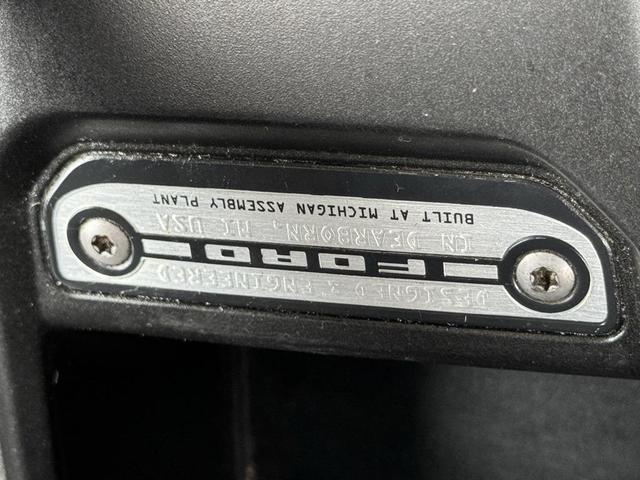 DESIGNED & ENGINEERED
FORD
IN DEARBORN, MI USA
BUILT AT MICHIGAN ASSEMBLY PLANT